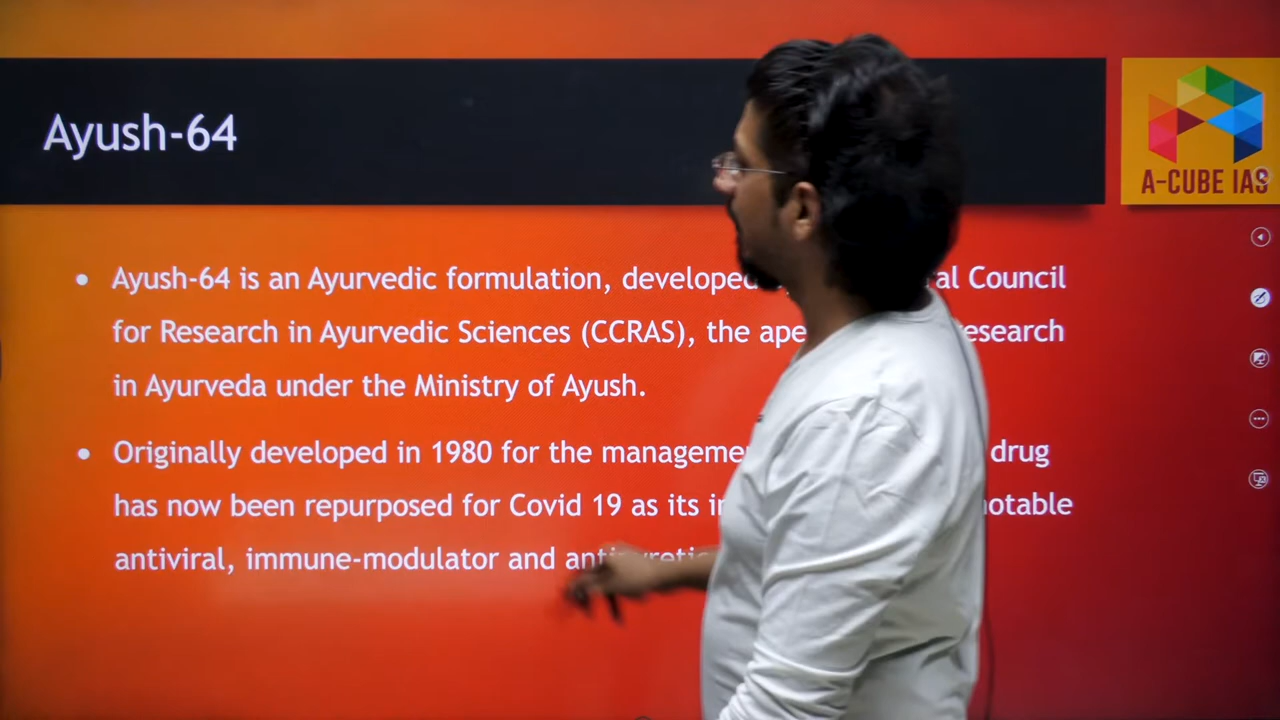 Ayush-64
A-CUBE IAS
• Ayush-64 is an Ayurvedic formulation, developed al Council
for Research in Ayurvedic Sciences (CCRAS), the ape esearch
in Ayurveda under the Ministry of Ayush.
• Originally developed in 1980 for the manageme drug
has now been repurposed for Covid 19 as its notable
antiviral, immune-modulator and